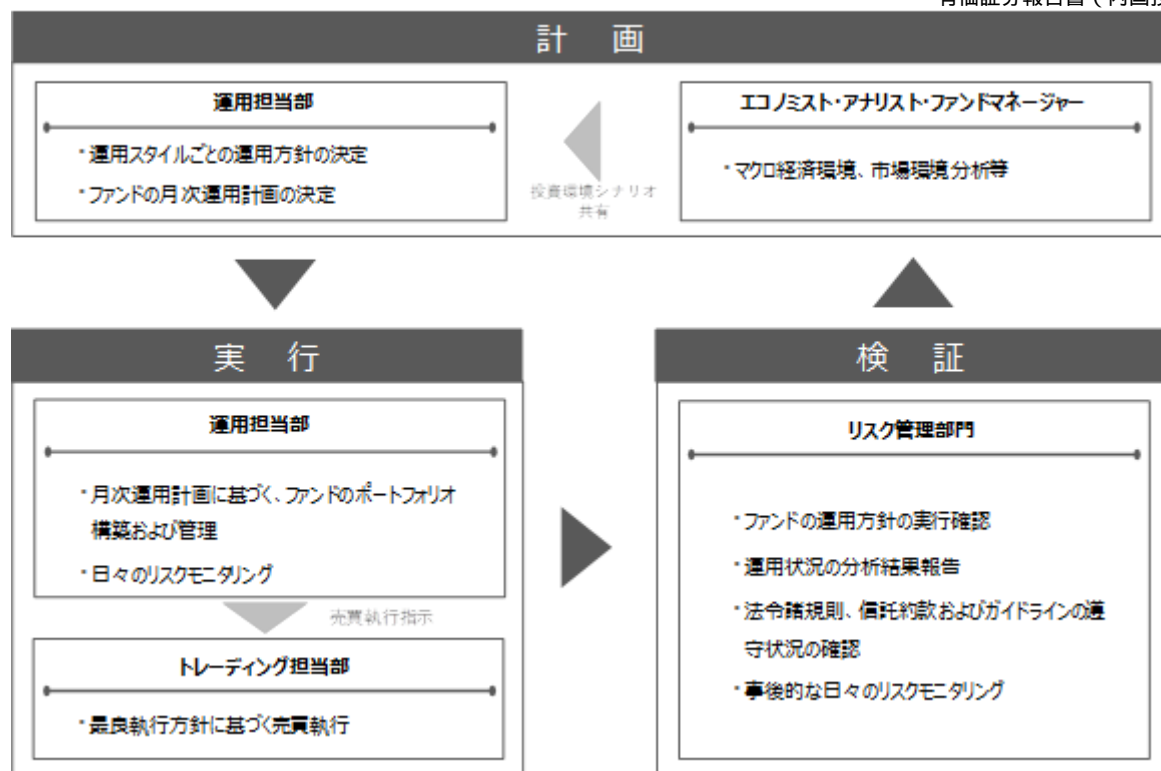 計 画
運用担当部
・運用スタイルごとの運用方針の決定
・ファンドの月次運用計画の決定
投資環境シナリオ
共有
エコノミスト・アナリスト・ファンドマネージャー
・マクロ経済環境、市場環境分析等
実 行
運用担当部
・月次運用計画に基づく、ファンドのポートフォリオ
構築および管理
・日々のリスクモニタリング
売買執行指示
トレーディング担当部
・最良執行方針に基づく売買執行
検 証
リスク管理部門
・ファンドの運用方針の実行確認
・運用状況の分析結果報告
・法令諸規則、信託約款およびガイドラインの遵
守状況の確認
・事後的な日々のリスクモニタリング